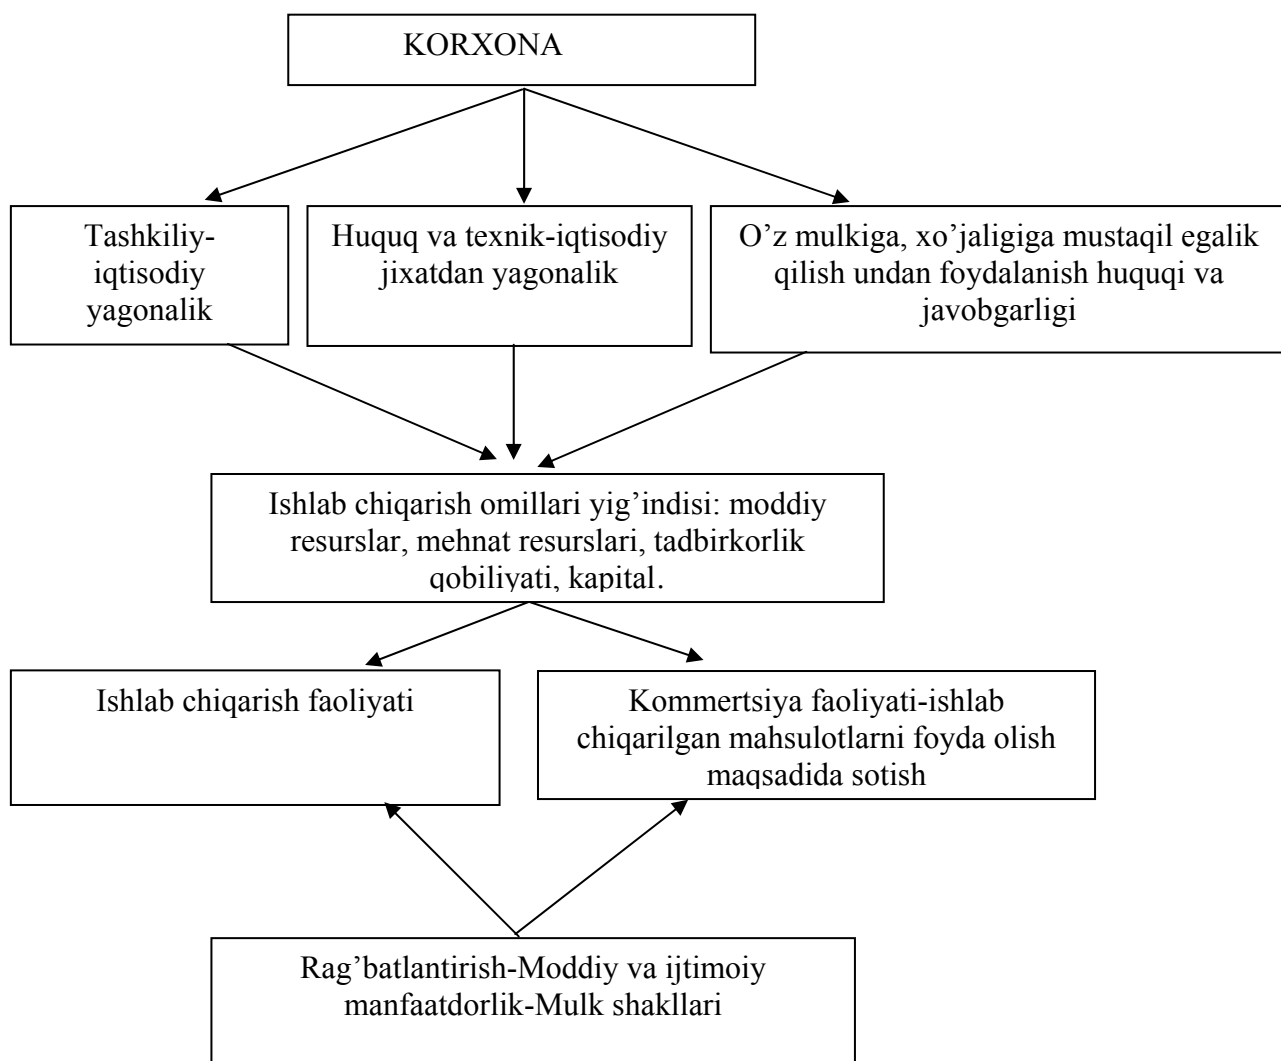 KORXONA
Tashkiliy-
iqtisodiy
yagonalik
Huquq va texnik-iqtisodiy
jixatdan yagonalik
O’z mulkiga, xo’jaligiga mustaqil egalik
qilish undan foydalanish huquqi va
javobgarligi
Ishlab chiqarish omillari yig’indisi: moddiy
resurslar, mehnat resurslari, tadbirkorlik
qobiliyati, kapital.
Ishlab chiqarish faoliyati
Kommertsiya faoliyati-ishlab
chiqarilgan mahsulotlarni foyda olish
maqsadida sotish
Rag’batlantirish-Moddiy va ijtimoiy
manfaatdorlik-Mulk shakllari